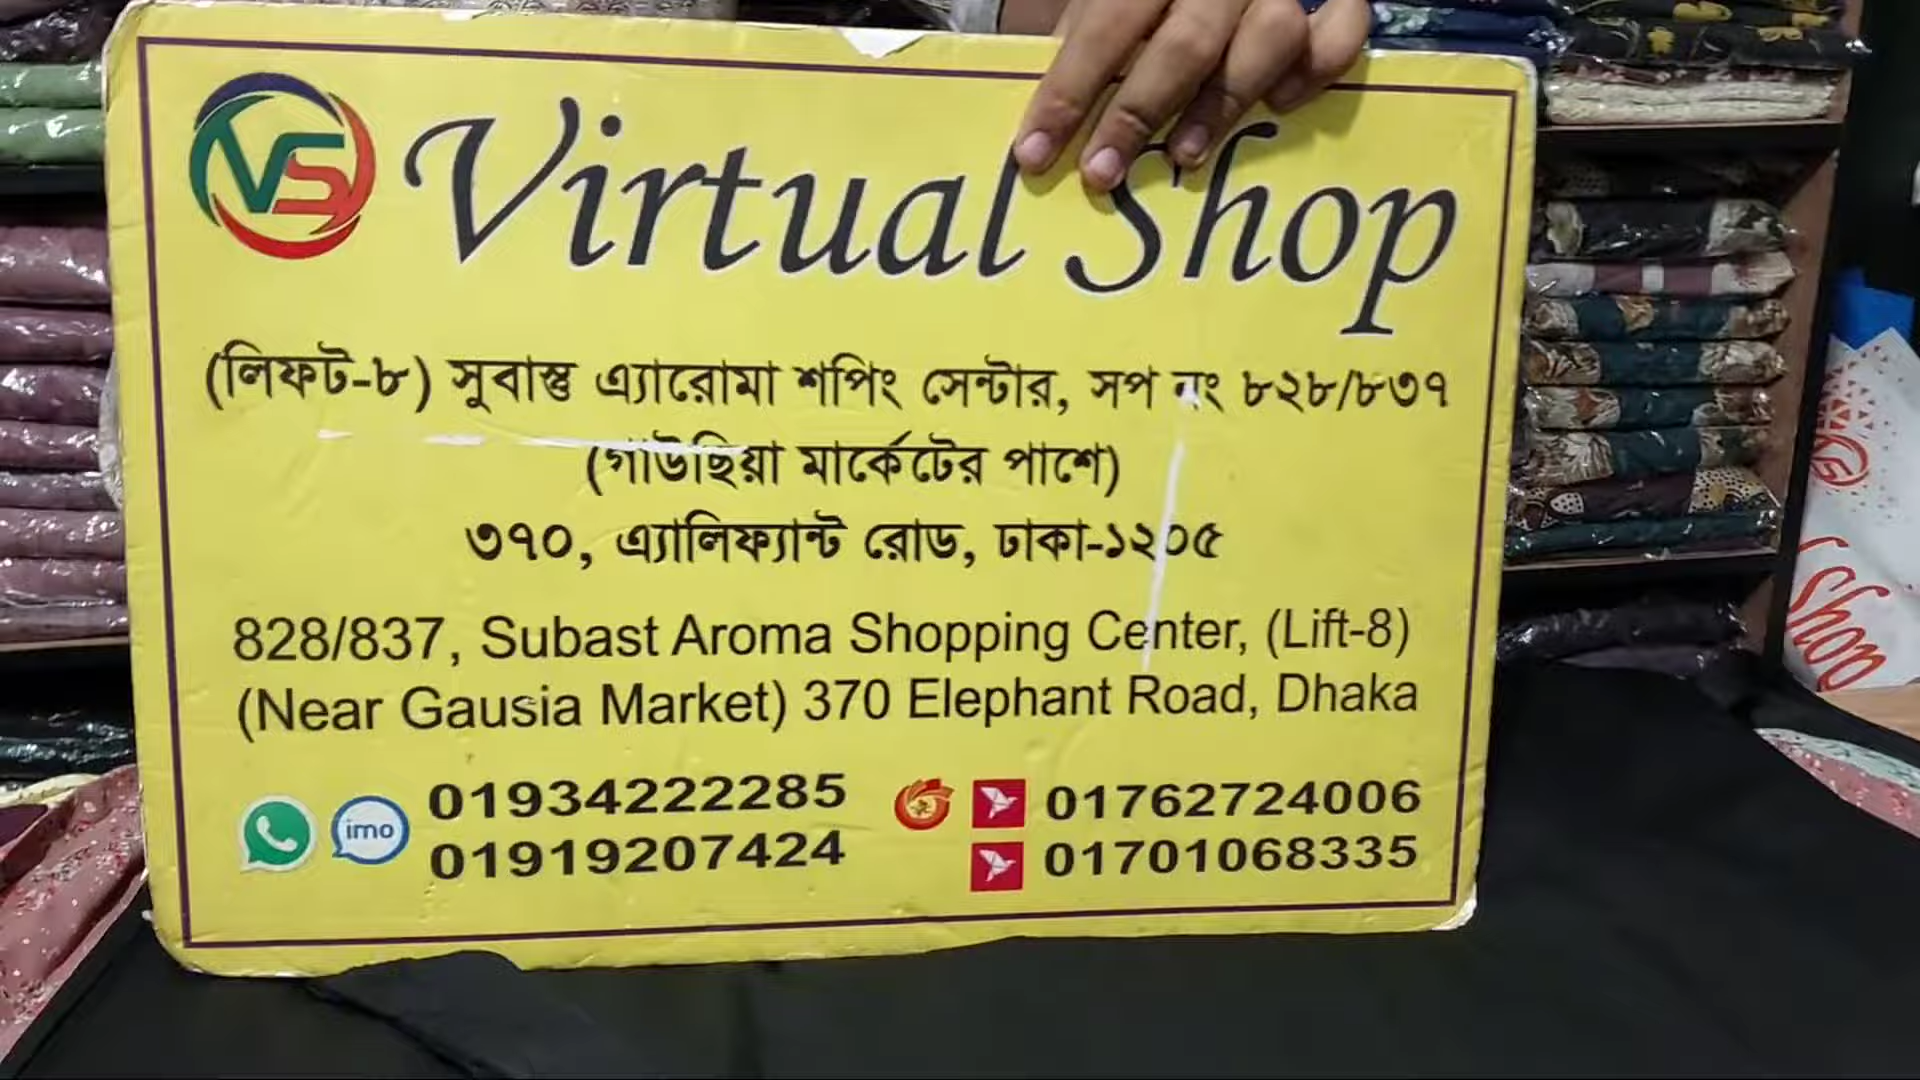 VS Virtual Shop
(লিফট-৮) সুবাস্তু এ্যারোমা শপিং সেন্টার, সপ নং ৮২৮/৮৩৭
(গাউছিয়া মার্কেটের পাশে)
৩৭০, এ্যালিফ্যান্ট রোড, ঢাকা-১২০৫
828/837, Subast Aroma Shopping Center, (Lift-8)
(Near Gausia Market) 370 Elephant Road, Dhaka
imo 01934222285 01762724006
01919207424 01701068335
Shop